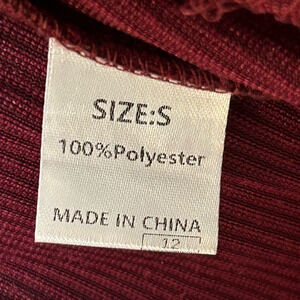 SIZE:S
100%Polyester
MADE IN CHINA
12